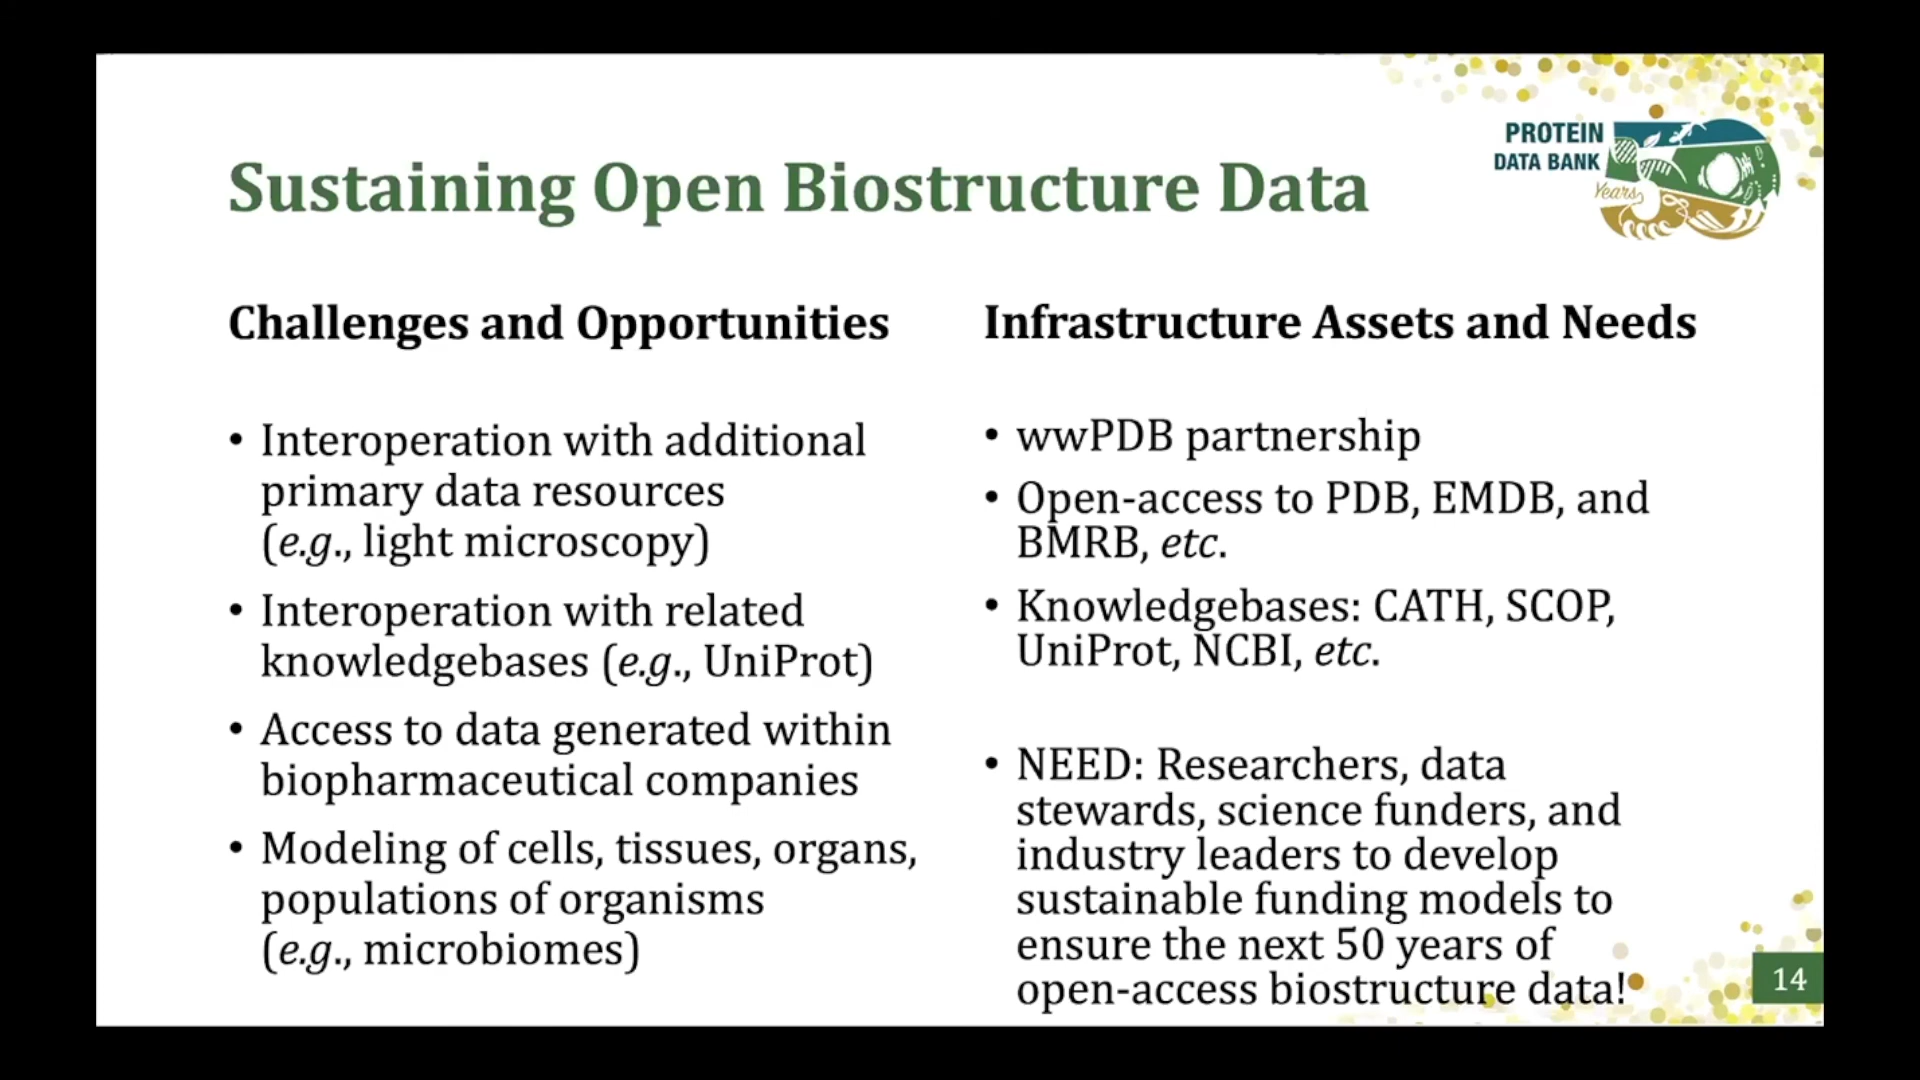 PROTEIN
DATA BANK
Years
Sustaining Open Biostructure Data
Challenges and Opportunities
• Interoperation with additional
primary data resources
(e.g., light microscopy)
• Interoperation with related
knowledgebases (e.g., UniProt)
• Access to data generated within
biopharmaceutical companies
• Modeling of cells, tissues, organs,
populations of organisms
(e.g., microbiomes)
Infrastructure Assets and Needs
• wwPDB partnership
• Open-access to PDB, EMDB, and
BMRB, etc.
• Knowledgebases: CATH, SCOP,
UniProt, NCBI, etc.
• NEED: Researchers, data
stewards, science funders, and
industry leaders to develop
sustainable funding models to
ensure the next 50 years of
open-access biostructure data!
14